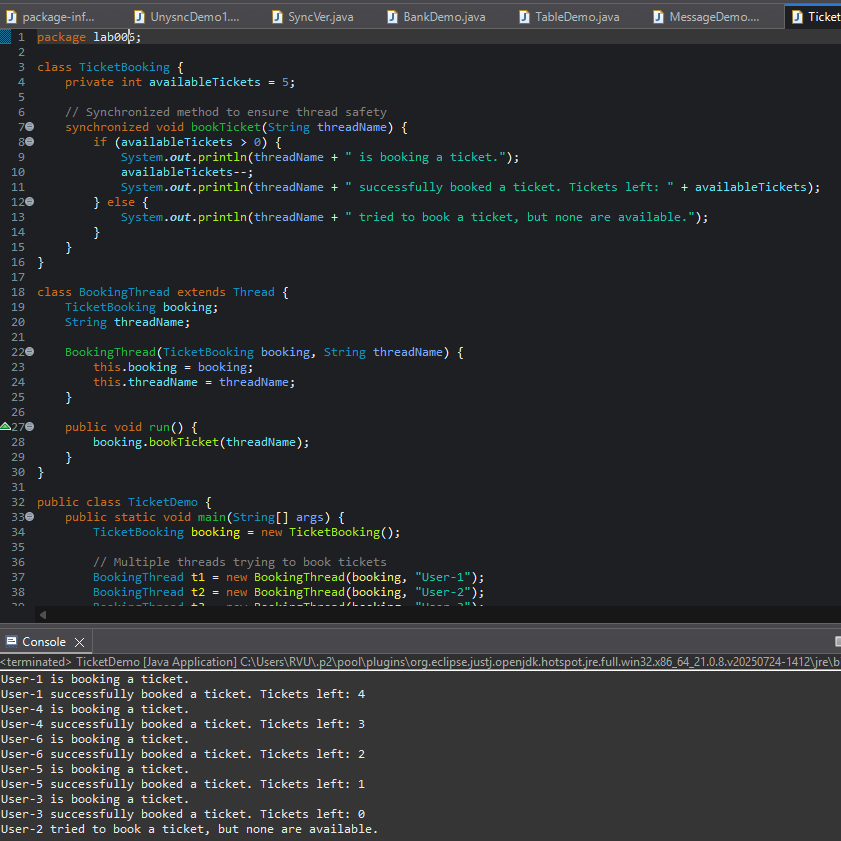 package-inf...
UnysncDemo1....
SyncVer.java
BankDemo.java
TableDemo.java
MessageDemo....
Ticket
1 package lab005;
2
3 class TicketBooking {
4     private int availableTickets = 5;
5
6     // Synchronized method to ensure thread safety
7     synchronized void bookTicket(String threadName) {
8         if (availableTickets > 0) {
9             System.out.println(threadName + " is booking a ticket.");
10             availableTickets--;
11             System.out.println(threadName + " successfully booked a ticket. Tickets left: " + availableTickets);
12         } else {
13             System.out.println(threadName + " tried to book a ticket, but none are available.");
14         }
15     }
16 }
17
18 class BookingThread extends Thread {
19     TicketBooking booking;
20     String threadName;
21
22     BookingThread(TicketBooking booking, String threadName) {
23         this.booking = booking;
24         this.threadName = threadName;
25     }
26
27     public void run() {
28         booking.bookTicket(threadName);
29     }
30 }
31
32 public class TicketDemo {
33     public static void main(String[] args) {
34         TicketBooking booking = new TicketBooking();
35
36         // Multiple threads trying to book tickets
37         BookingThread t1 = new BookingThread(booking, "User-1");
38         BookingThread t2 = new BookingThread(booking, "User-2");
Console
<terminated> TicketDemo [Java Application] C:\Users\RVU\.p2\pool\plugins\org.eclipse.justj.openjdk.hotspot.jre.full.win32.x86_64_21.0.8.v20250724-1412\jre\b
User-1 is booking a ticket.
User-1 successfully booked a ticket. Tickets left: 4
User-4 is booking a ticket.
User-4 successfully booked a ticket. Tickets left: 3
User-6 is booking a ticket.
User-6 successfully booked a ticket. Tickets left: 2
User-5 is booking a ticket.
User-5 successfully booked a ticket. Tickets left: 1
User-3 is booking a ticket.
User-3 successfully booked a ticket. Tickets left: 0
User-2 tried to book a ticket, but none are available.